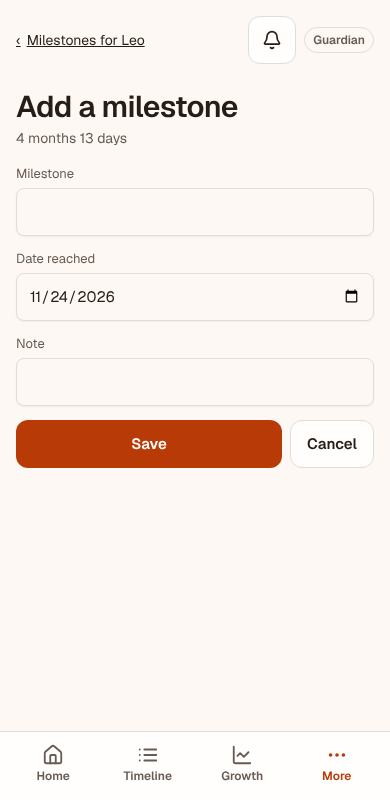 ‹ Milestones for Leo
Guardian
Add a milestone
4 months 13 days
Milestone
Date reached
11/24/2026
Note
Save
Cancel
Home
Timeline
Growth
More